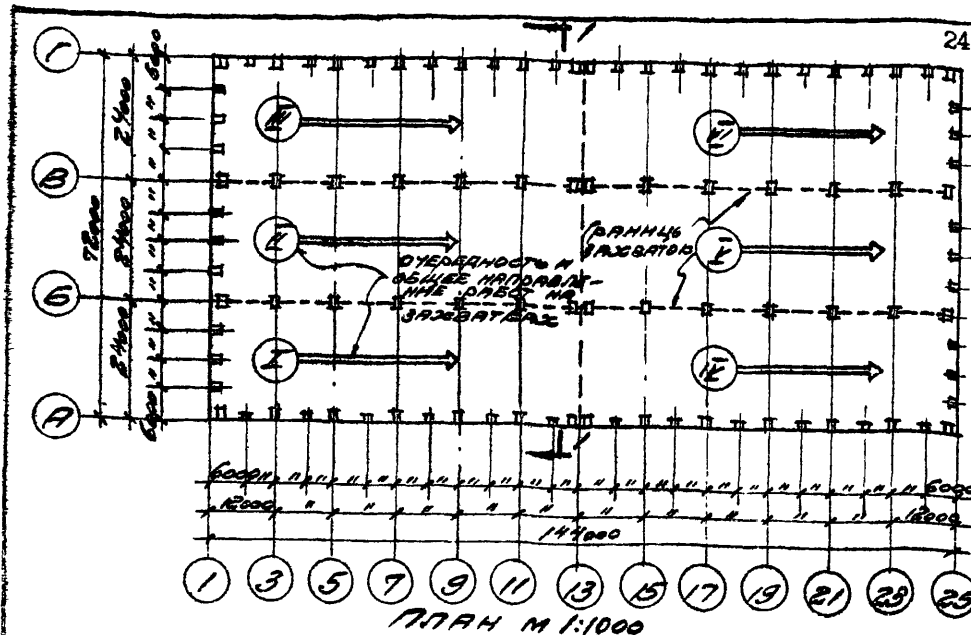 24
Г
В
Б
А
6000 " " " " " " " " " " 6000
24000 24000 24000
72000
III
VI
II
V
I
IV
ОЧЕРЕДНОСТЬ И
ОБЩЕЕ НАПРАВЛЕ-
НИЕ РАБОТ НА
ЗАХВАТКАХ
ГРАНИЦЫ
ЗАХВАТОК
1
1
6000 " " " " " " " " " " " " " " " " " " " " " " 6000
12000 " " " " " " " " " " 12000
144000
1 3 5 7 9 11 13 15 17 19 21 23 25
ПЛАН М 1:1000